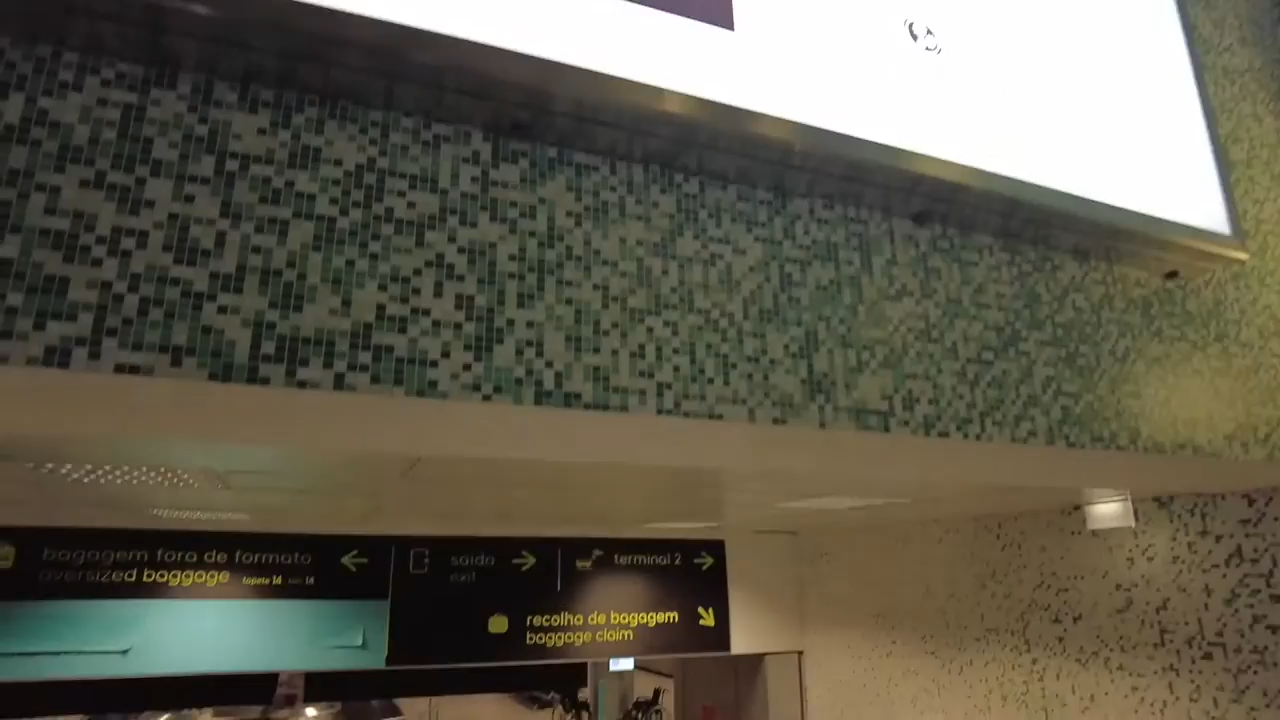 bagagem fora de formato
oversized baggage tapete 14
saída
exit
terminal 2
recolha de bagagem
baggage claim